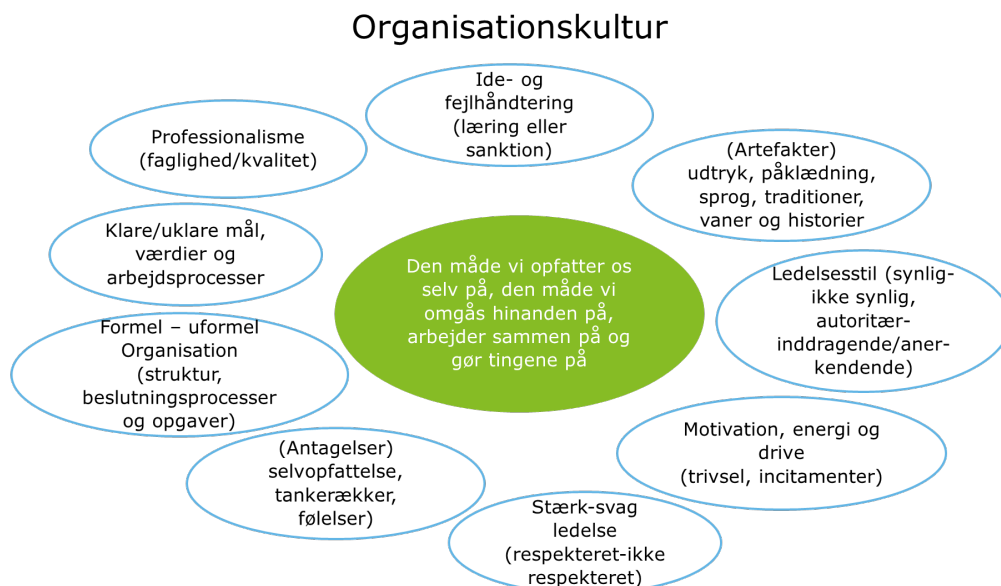 Organisationskultur
Ide- og
fejlhåndtering
(læring eller
sanktion)
Professionalisme
(faglighed/kvalitet)
(Artefakter)
udtryk, påklædning,
sprog, traditioner,
vaner og historier
Klare/uklare mål,
værdier og
arbejdsprocesser
Den måde vi opfatter os
selv på, den måde vi
omgås hinanden på,
arbejder sammen på og
gør tingene på
Ledelsesstil (synlig-
ikke synlig,
autoritær-
inddragende/aner-
kendende)
Formel – uformel
Organisation
(struktur,
beslutningsprocesser
og opgaver)
Motivation, energi og
drive
(trivsel, incitamenter)
(Antagelser)
selvopfattelse,
tankerækker,
følelser)
Stærk-svag
ledelse
(respekteret-ikke
respekteret)